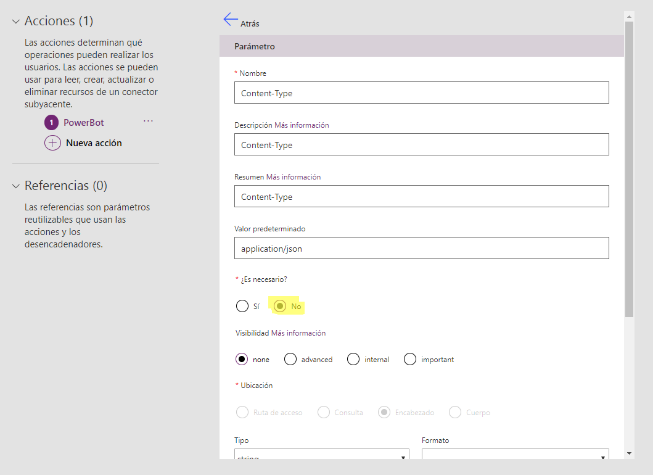 Acciones (1)
Las acciones determinan qué
operaciones pueden realizar los
usuarios. Las acciones se pueden
usar para leer, crear, actualizar o
eliminar recursos de un conector
subyacente.
1 PowerBot ...
Nueva acción
Referencias (0)
Las referencias son parámetros
reutilizables que usan las
acciones y los
desencadenadores.
Atrás
Parámetro
* Nombre
Content-Type
Descripción Más información
Content-Type
Resumen Más información
Content-Type
Valor predeterminado
application/json
* ¿Es necesario?
Sí No
Visibilidad Más información
none advanced internal important
* Ubicación
Ruta de acceso Consulta Encabezado Cuerpo
Tipo Formato
string